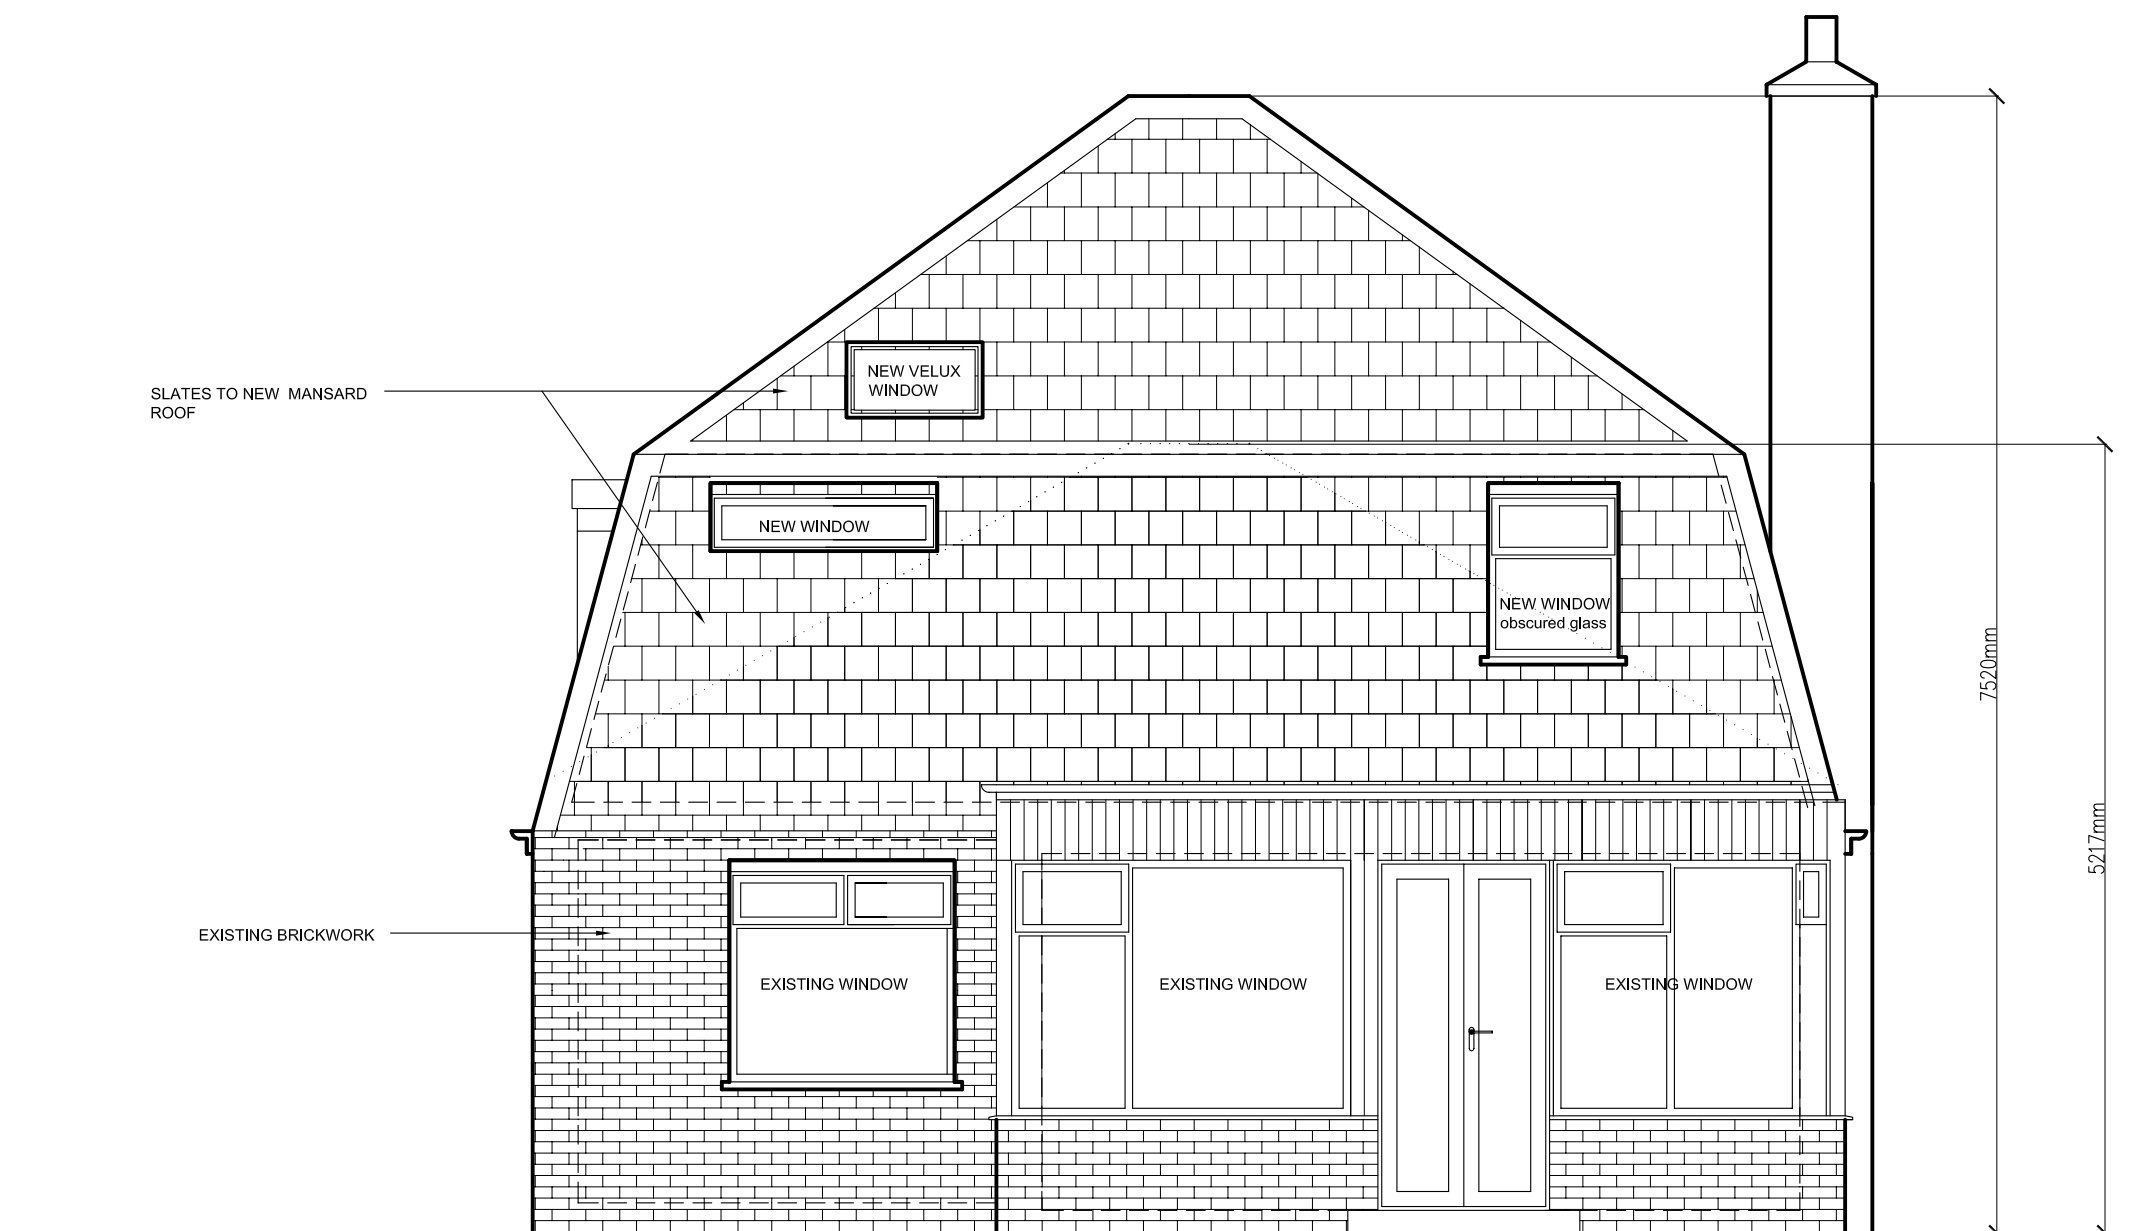 NEW VELUX
WINDOW
SLATES TO NEW MANSARD
ROOF
NEW WINDOW
NEW WINDOW
obscured glass
7520mm
5217mm
EXISTING BRICKWORK
EXISTING WINDOW
EXISTING WINDOW
EXISTING WINDOW